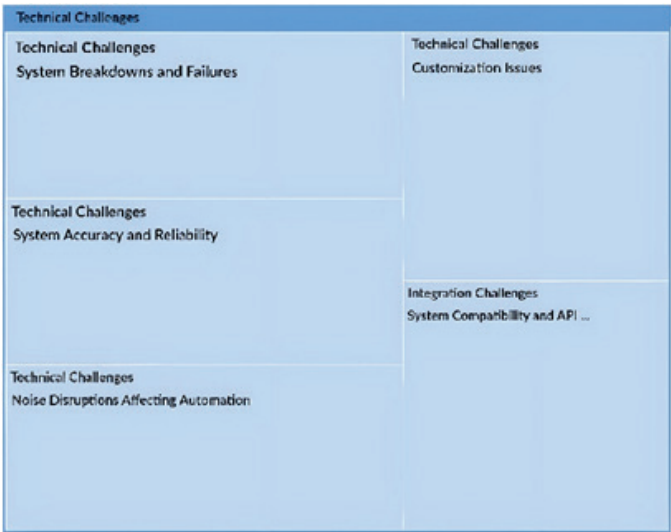 Technical Challenges
Technical Challenges
System Breakdowns and Failures
Technical Challenges
System Accuracy and Reliability
Technical Challenges
Noise Disruptions Affecting Automation
Technical Challenges
Customization Issues
Integration Challenges
System Compatibility and API ...